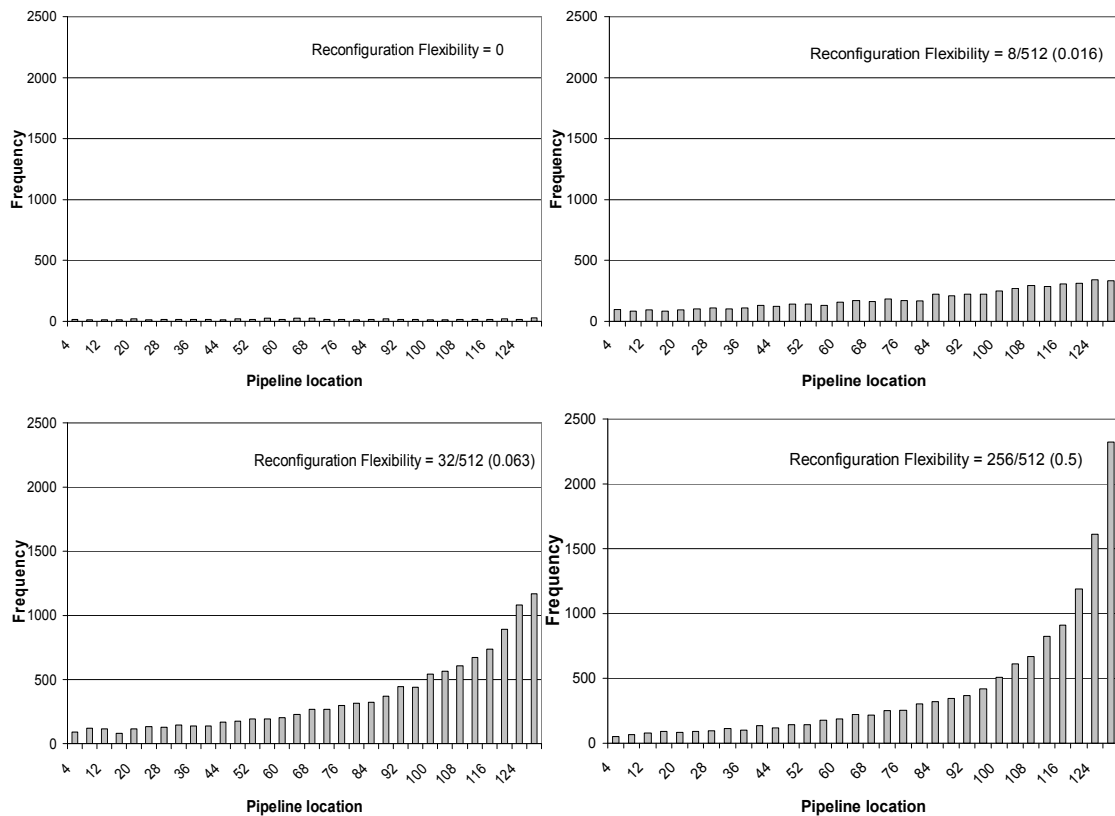 Reconfiguration Flexibility = 0
Frequency
2500
2000
1500
1000
500
0
4 12 20 28 36 44 52 60 68 76 84 92 100 108 116 124
Pipeline location
Reconfiguration Flexibility = 8/512 (0.016)
Frequency
2500
2000
1500
1000
500
0
4 12 20 28 36 44 52 60 68 76 84 92 100 108 116 124
Pipeline location
Reconfiguration Flexibility = 32/512 (0.063)
Frequency
2500
2000
1500
1000
500
0
4 12 20 28 36 44 52 60 68 76 84 92 100 108 116 124
Pipeline location
Reconfiguration Flexibility = 256/512 (0.5)
Frequency
2500
2000
1500
1000
500
0
4 12 20 28 36 44 52 60 68 76 84 92 100 108 116 124
Pipeline location